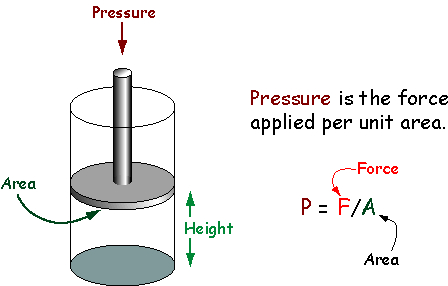 Pressure
Area
Height
Pressure is the force
applied per unit area.
Force
P = F/A
Area